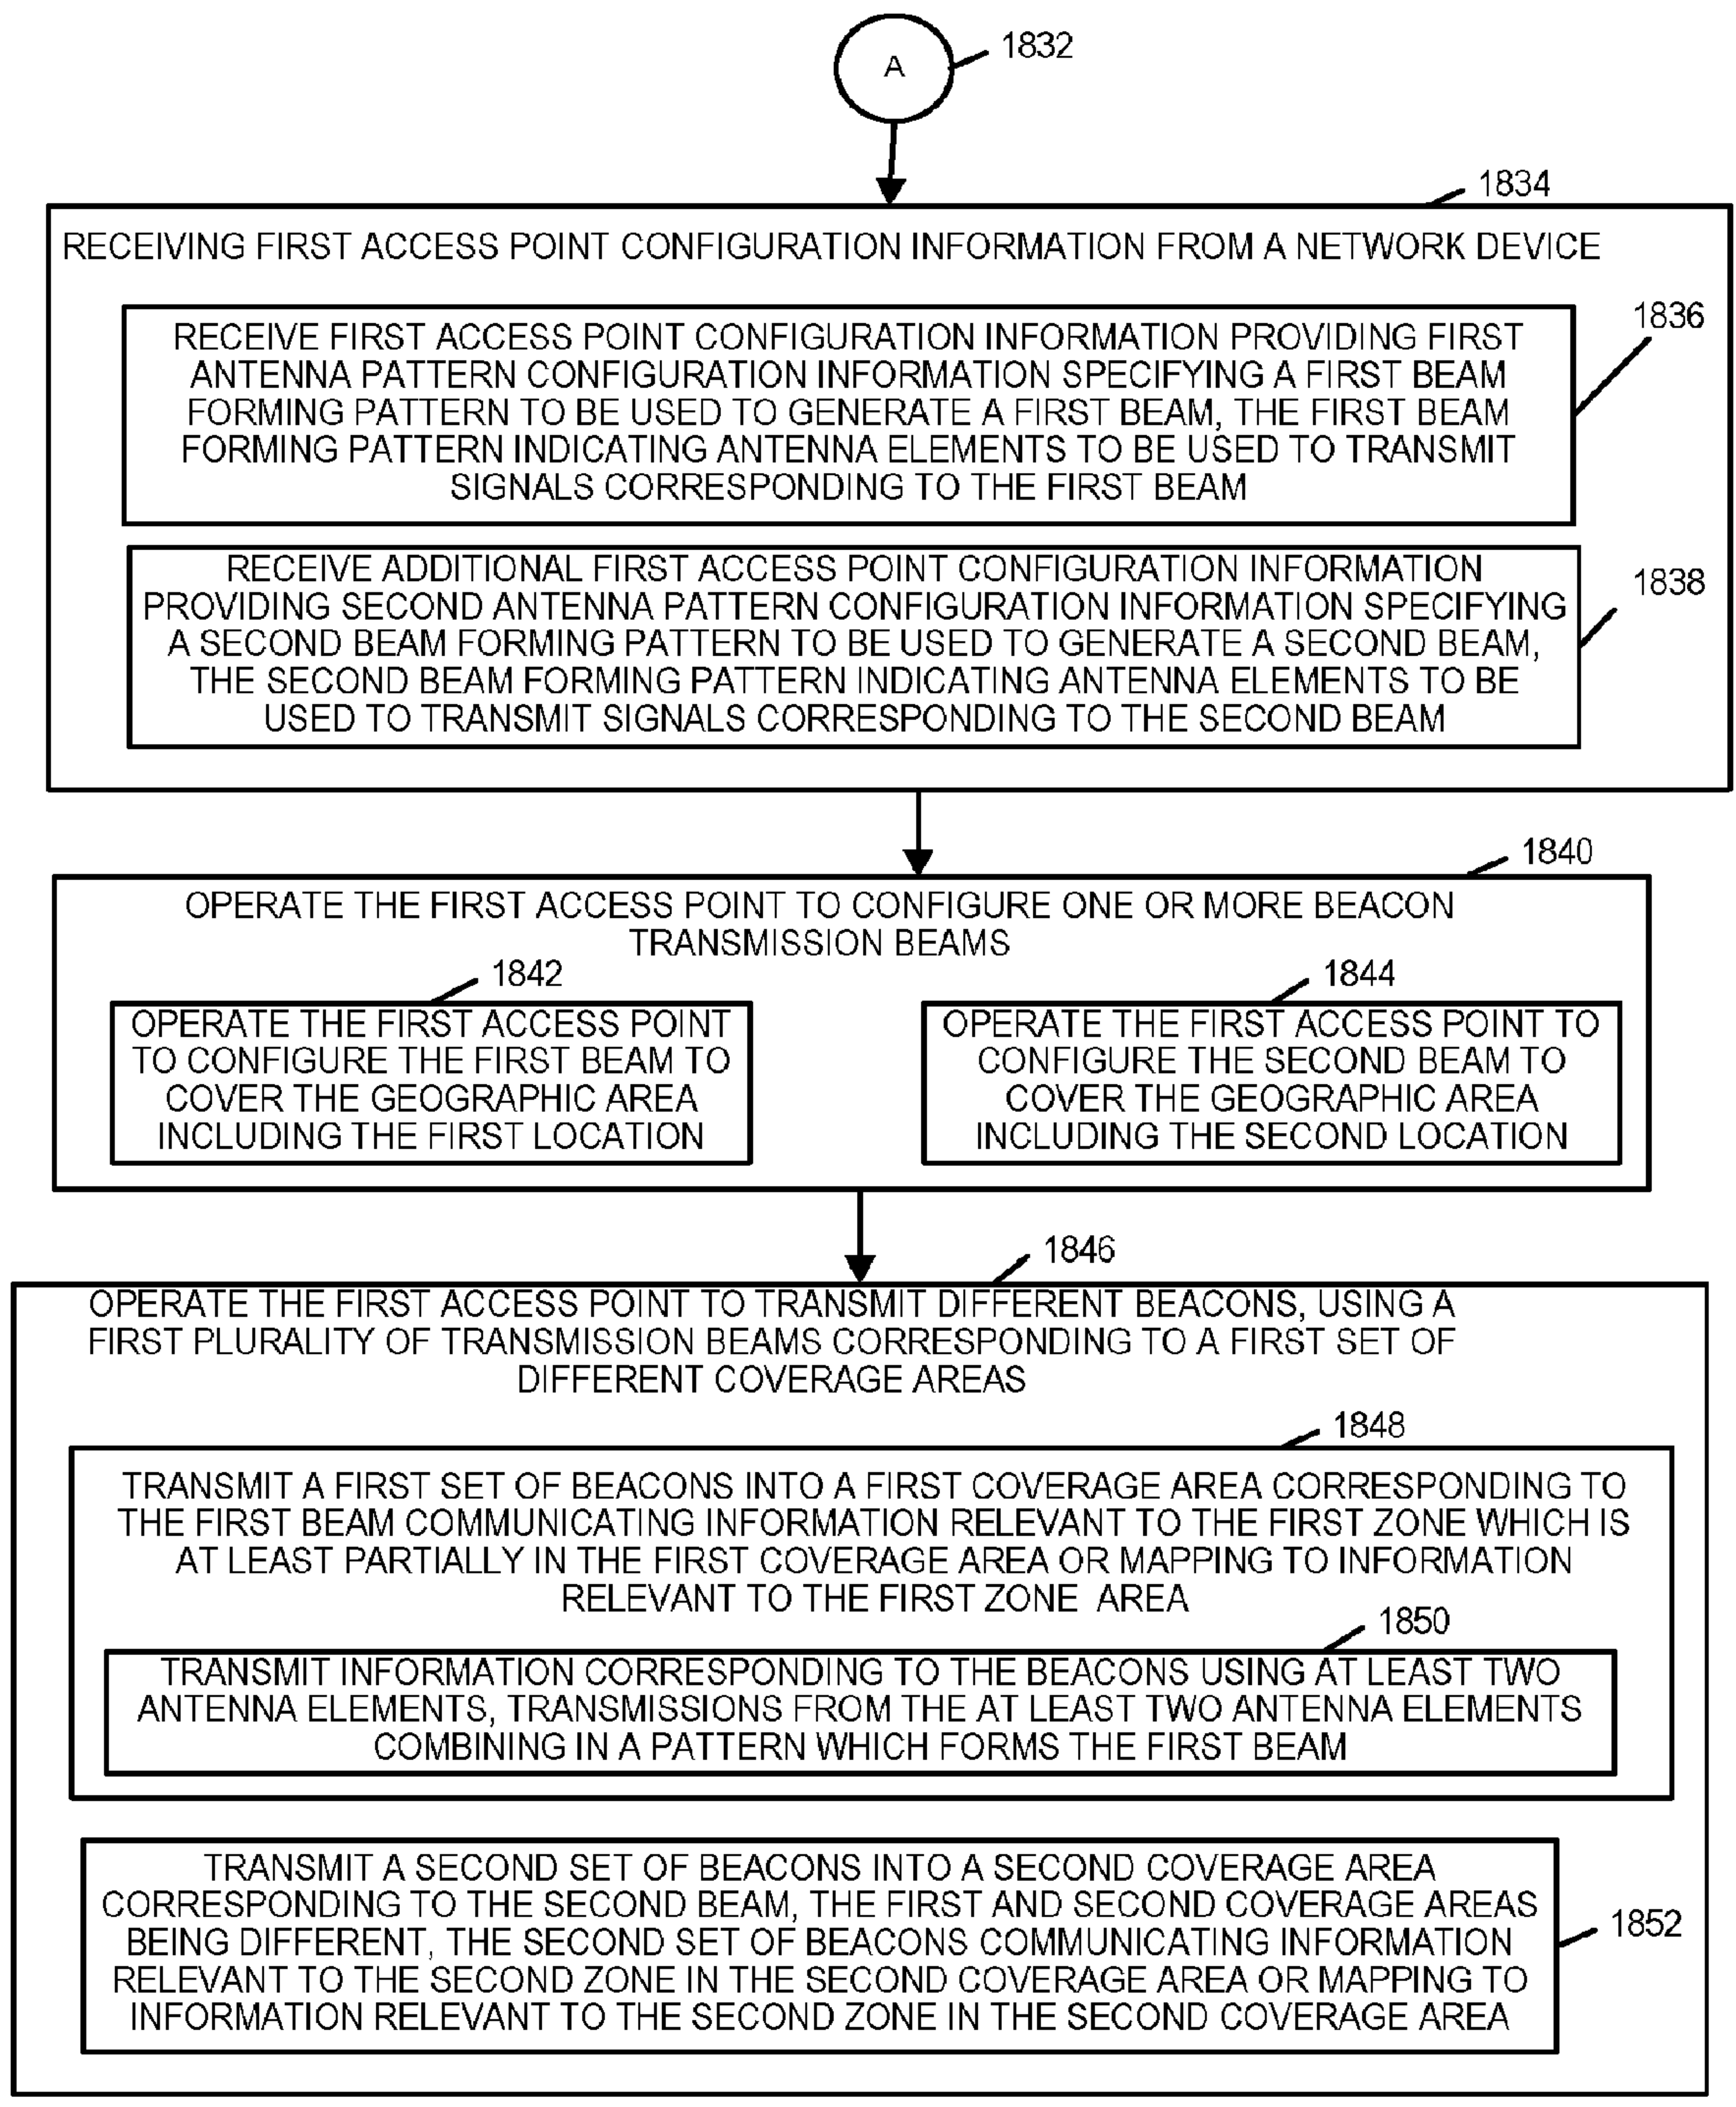 A
1832
1834
RECEIVING FIRST ACCESS POINT CONFIGURATION INFORMATION FROM A NETWORK DEVICE
1836
RECEIVE FIRST ACCESS POINT CONFIGURATION INFORMATION PROVIDING FIRST
ANTENNA PATTERN CONFIGURATION INFORMATION SPECIFYING A FIRST BEAM
FORMING PATTERN TO BE USED TO GENERATE A FIRST BEAM, THE FIRST BEAM
FORMING PATTERN INDICATING ANTENNA ELEMENTS TO BE USED TO TRANSMIT
SIGNALS CORRESPONDING TO THE FIRST BEAM
1838
RECEIVE ADDITIONAL FIRST ACCESS POINT CONFIGURATION INFORMATION
PROVIDING SECOND ANTENNA PATTERN CONFIGURATION INFORMATION SPECIFYING
A SECOND BEAM FORMING PATTERN TO BE USED TO GENERATE A SECOND BEAM,
THE SECOND BEAM FORMING PATTERN INDICATING ANTENNA ELEMENTS TO BE
USED TO TRANSMIT SIGNALS CORRESPONDING TO THE SECOND BEAM
1840
OPERATE THE FIRST ACCESS POINT TO CONFIGURE ONE OR MORE BEACON
TRANSMISSION BEAMS
1842
OPERATE THE FIRST ACCESS POINT
TO CONFIGURE THE FIRST BEAM TO
COVER THE GEOGRAPHIC AREA
INCLUDING THE FIRST LOCATION
1844
OPERATE THE FIRST ACCESS POINT TO
CONFIGURE THE SECOND BEAM TO
COVER THE GEOGRAPHIC AREA
INCLUDING THE SECOND LOCATION
1846
OPERATE THE FIRST ACCESS POINT TO TRANSMIT DIFFERENT BEACONS, USING A
FIRST PLURALITY OF TRANSMISSION BEAMS CORRESPONDING TO A FIRST SET OF
DIFFERENT COVERAGE AREAS
1848
TRANSMIT A FIRST SET OF BEACONS INTO A FIRST COVERAGE AREA CORRESPONDING TO
THE FIRST BEAM COMMUNICATING INFORMATION RELEVANT TO THE FIRST ZONE WHICH IS
AT LEAST PARTIALLY IN THE FIRST COVERAGE AREA OR MAPPING TO INFORMATION
RELEVANT TO THE FIRST ZONE AREA
1850
TRANSMIT INFORMATION CORRESPONDING TO THE BEACONS USING AT LEAST TWO
ANTENNA ELEMENTS, TRANSMISSIONS FROM THE AT LEAST TWO ANTENNA ELEMENTS
COMBINING IN A PATTERN WHICH FORMS THE FIRST BEAM
1852
TRANSMIT A SECOND SET OF BEACONS INTO A SECOND COVERAGE AREA
CORRESPONDING TO THE SECOND BEAM, THE FIRST AND SECOND COVERAGE AREAS
BEING DIFFERENT, THE SECOND SET OF BEACONS COMMUNICATING INFORMATION
RELEVANT TO THE SECOND ZONE IN THE SECOND COVERAGE AREA OR MAPPING TO
INFORMATION RELEVANT TO THE SECOND ZONE IN THE SECOND COVERAGE AREA